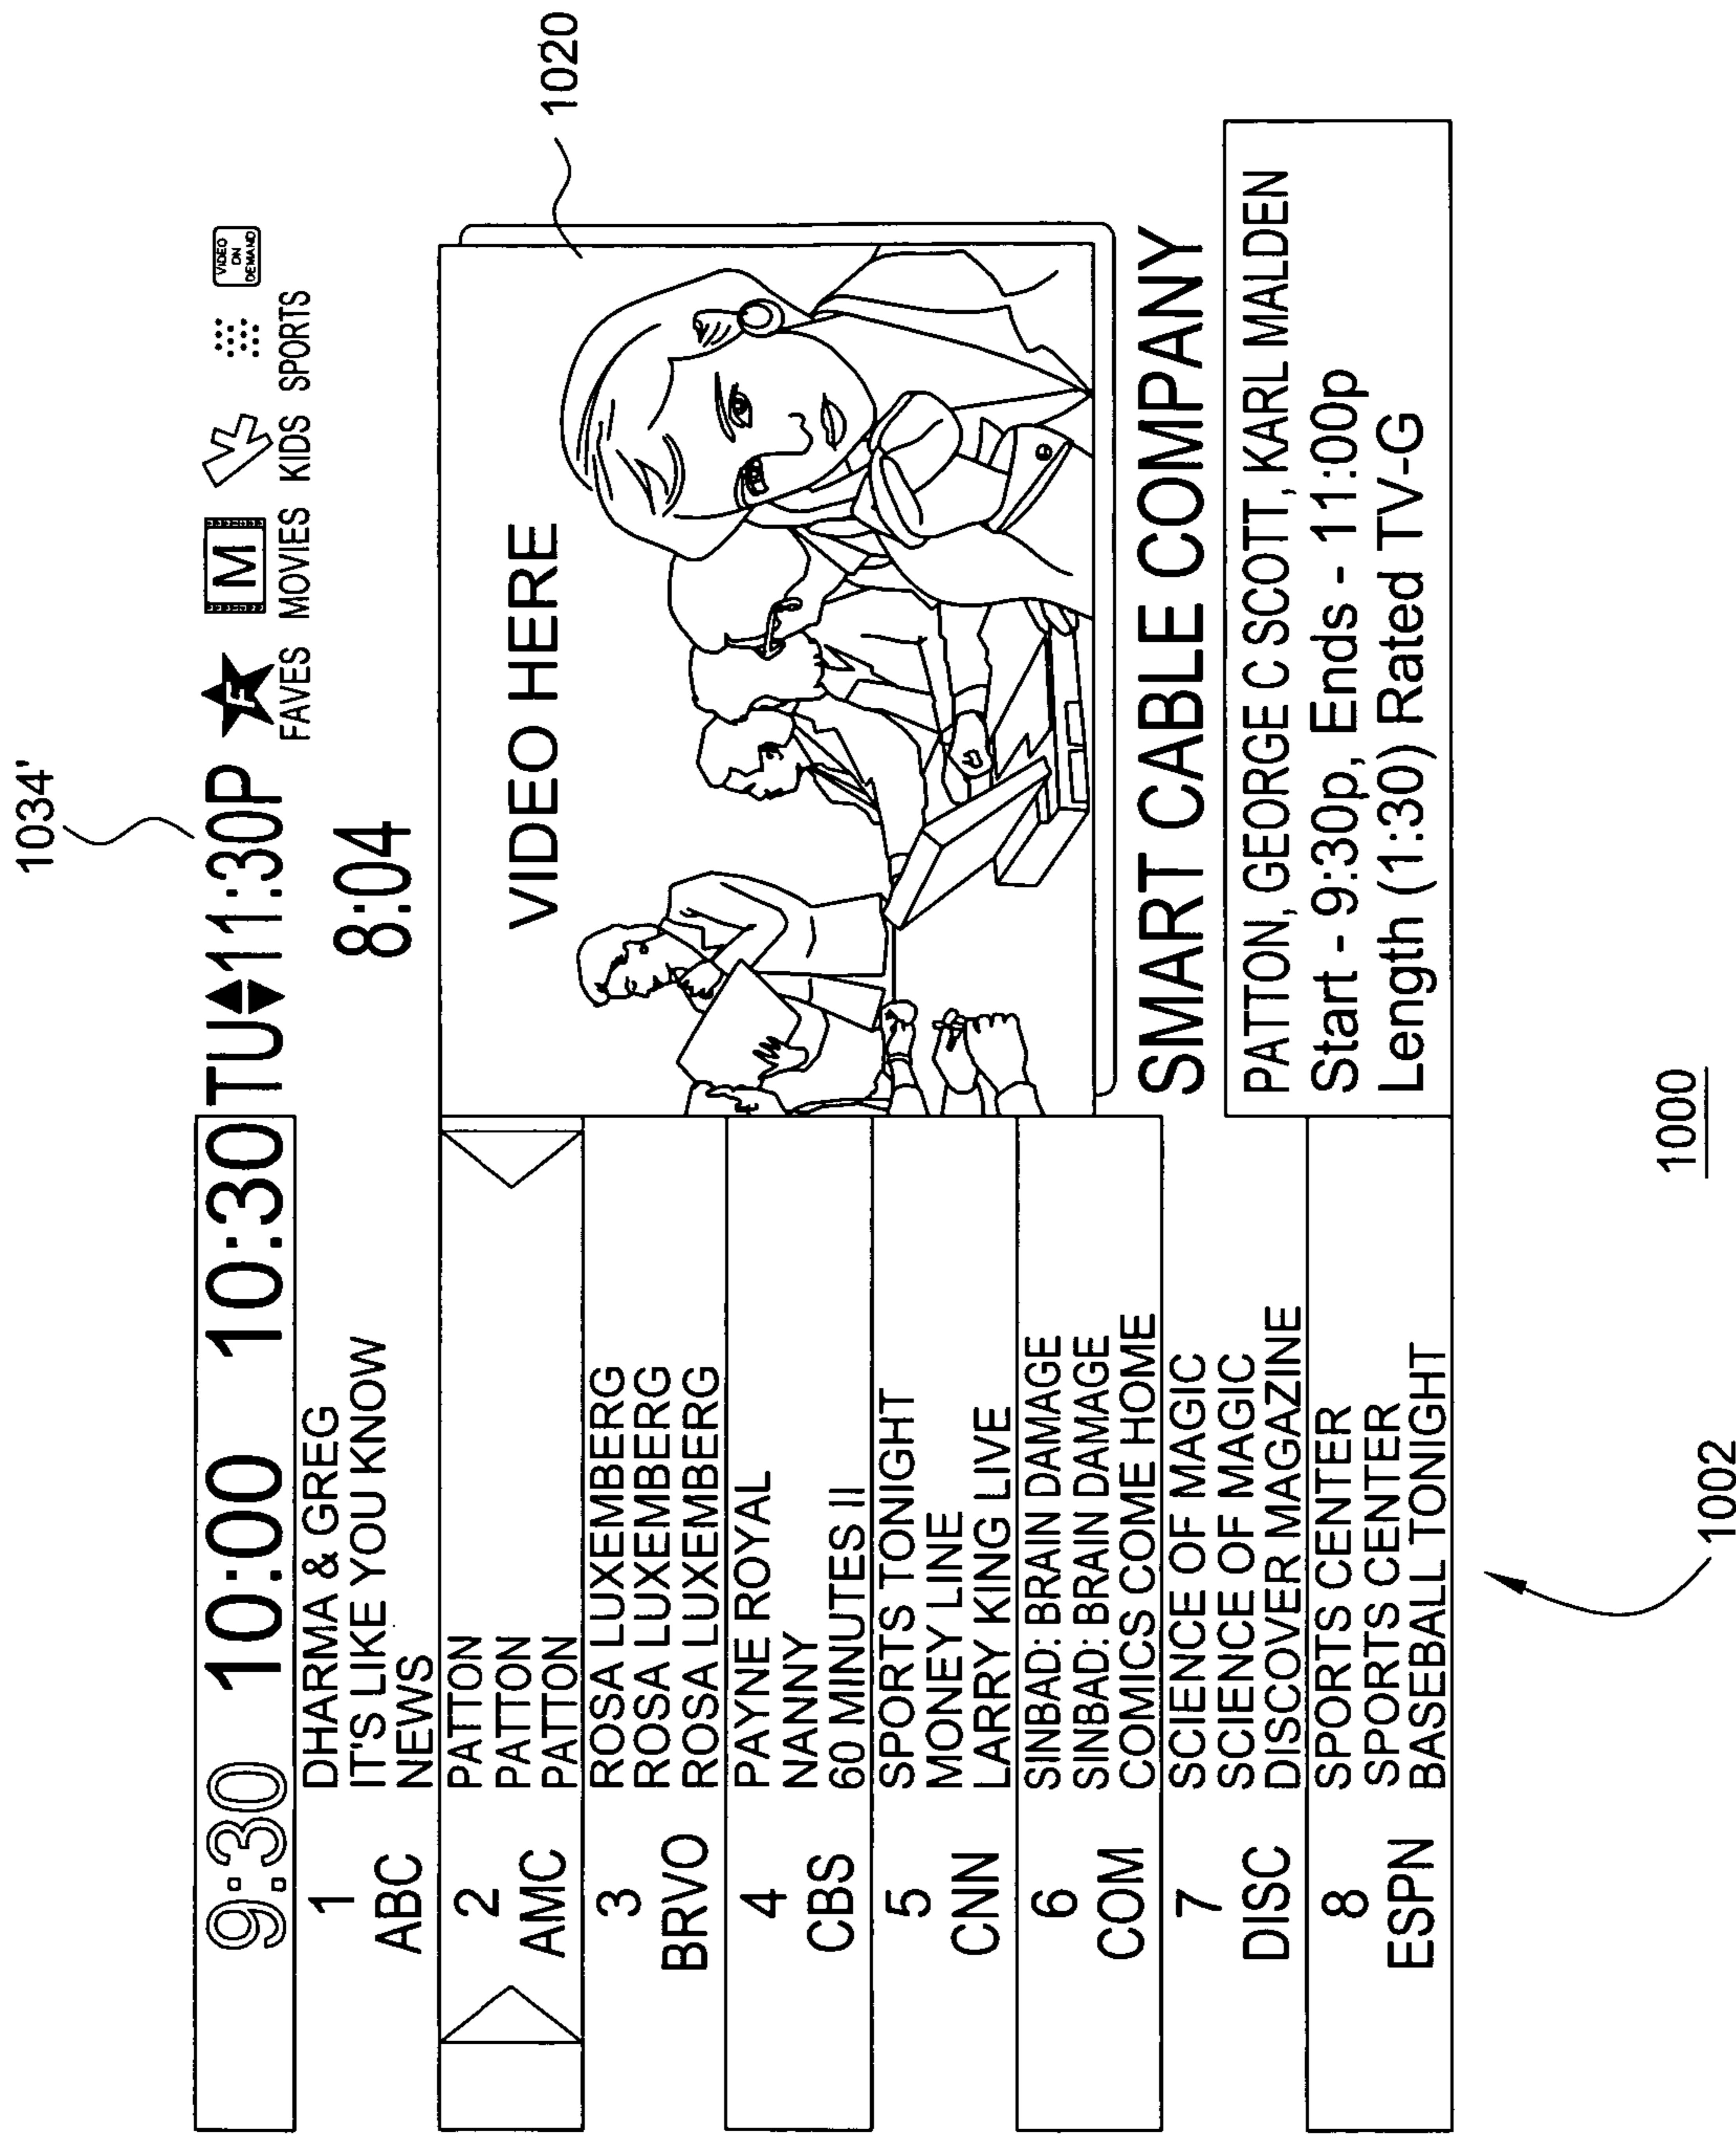 1034'
9:30 10:00 10:30 TU 11:30P
F M VIDEO ON DEMAND
FAVES MOVIES KIDS SPORTS
8:04
1 DHARMA & GREG
IT'S LIKE YOU KNOW
ABC NEWS
2 PATTON
PATTON
AMC PATTON
3 ROSA LUXEMBERG
ROSA LUXEMBERG
BRVO ROSA LUXEMBERG
4 PAYNE ROYAL
NANNY
CBS 60 MINUTES II
5 SPORTS TONIGHT
MONEY LINE
CNN LARRY KING LIVE
6 SINBAD: BRAIN DAMAGE
SINBAD: BRAIN DAMAGE
COM COMICS COME HOME
7 SCIENCE OF MAGIC
SCIENCE OF MAGIC
DISC DISCOVER MAGAZINE
8 SPORTS CENTER
SPORTS CENTER
ESPN BASEBALL TONIGHT
VIDEO HERE
1020
SMART CABLE COMPANY
PATTON, GEORGE C SCOTT, KARL MALDEN
Start - 9:30p, Ends - 11:00p
Length (1:30) Rated TV-G
1002
1000